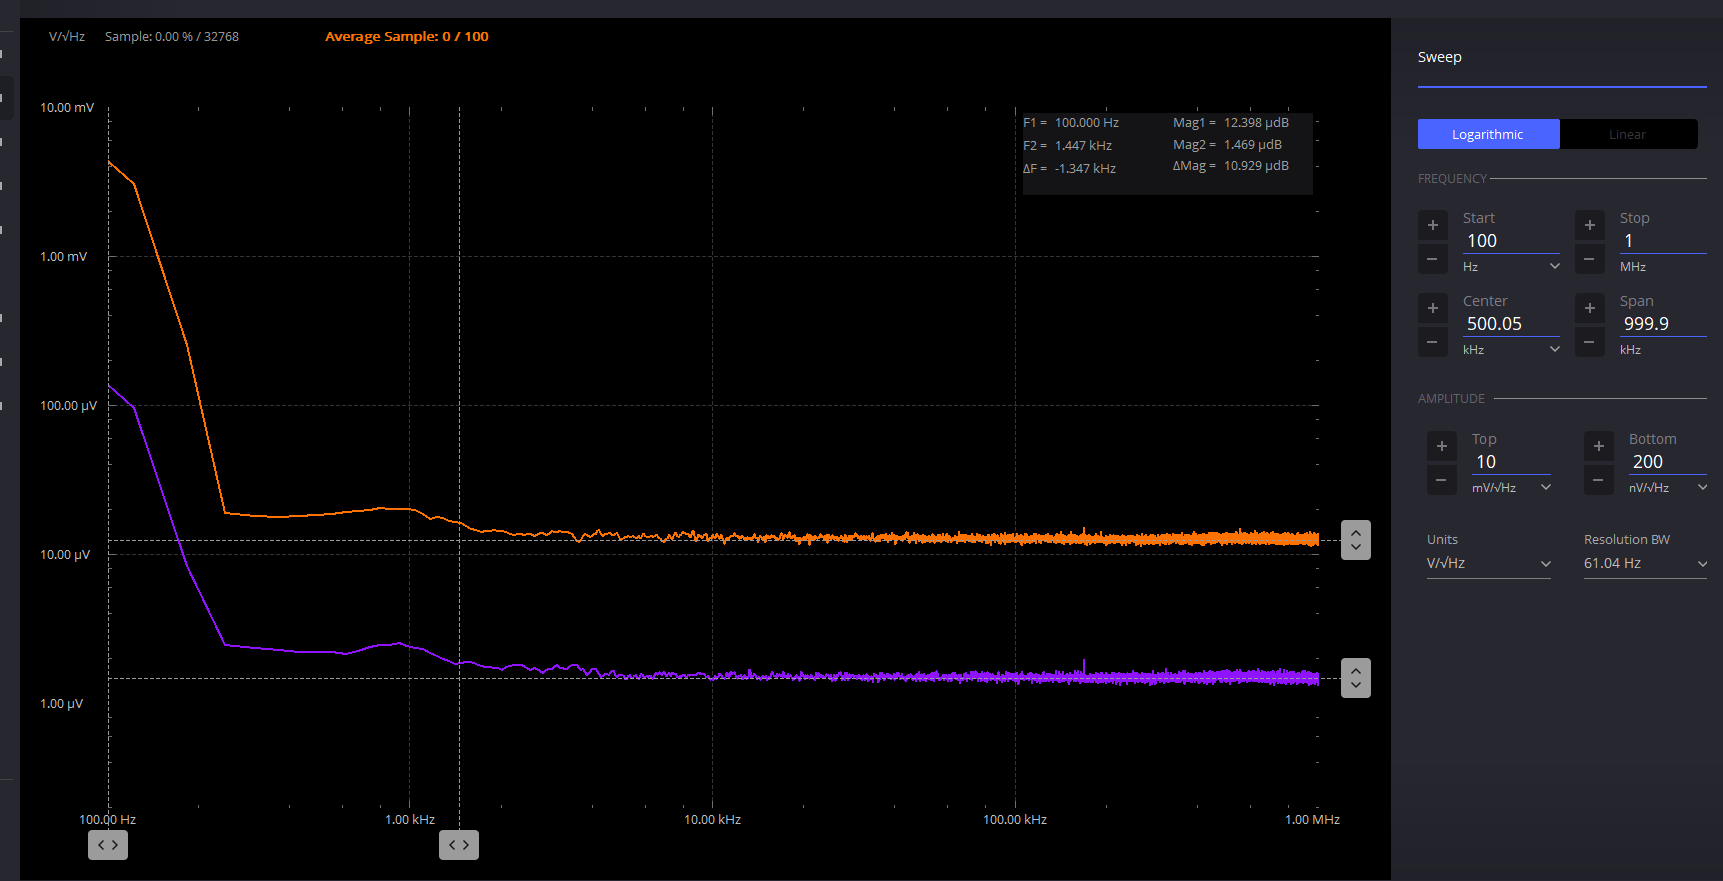 V/√Hz Sample: 0.00 % / 32768 Average Sample: 0 / 100
10.00 mV
1.00 mV
100.00 µV
10.00 µV
1.00 µV
F1 = 100.000 Hz Mag1 = 12.398 µdB
F2 = 1.447 kHz Mag2 = 1.469 µdB
ΔF = -1.347 kHz ΔMag = 10.929 µdB
100.00 Hz 1.00 kHz 10.00 kHz 100.00 kHz 1.00 MHz
Sweep
Logarithmic Linear
FREQUENCY
+ Start + Stop
100 1
− Hz − MHz
+ Center + Span
500.05 999.9
− kHz − kHz
AMPLITUDE
+ Top + Bottom
10 200
− mV/√Hz − nV/√Hz
Units Resolution BW
V/√Hz 61.04 Hz